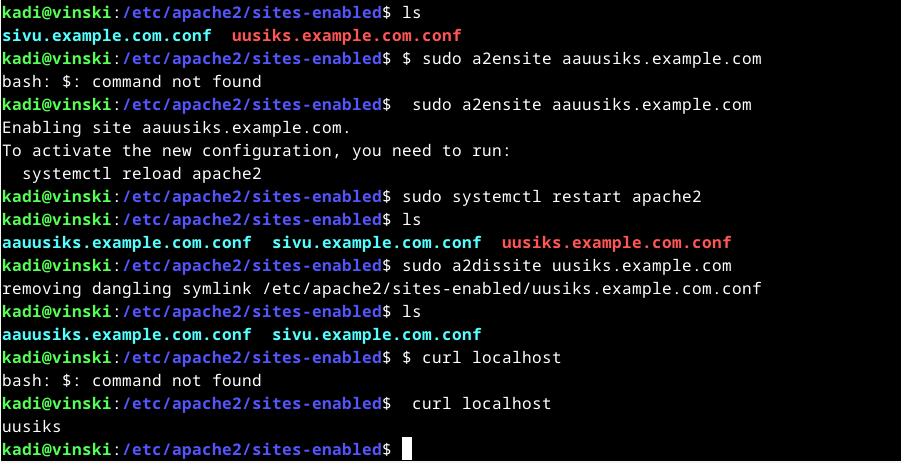 kadi@vinski:/etc/apache2/sites-enabled$ ls
sivu.example.com.conf  uusiks.example.com.conf
kadi@vinski:/etc/apache2/sites-enabled$ $ sudo a2ensite aauusiks.example.com
bash: $: command not found
kadi@vinski:/etc/apache2/sites-enabled$  sudo a2ensite aauusiks.example.com
Enabling site aauusiks.example.com.
To activate the new configuration, you need to run:
  systemctl reload apache2
kadi@vinski:/etc/apache2/sites-enabled$ sudo systemctl restart apache2
kadi@vinski:/etc/apache2/sites-enabled$ ls
aauusiks.example.com.conf  sivu.example.com.conf  uusiks.example.com.conf
kadi@vinski:/etc/apache2/sites-enabled$ sudo a2dissite uusiks.example.com
removing dangling symlink /etc/apache2/sites-enabled/uusiks.example.com.conf
kadi@vinski:/etc/apache2/sites-enabled$ ls
aauusiks.example.com.conf  sivu.example.com.conf
kadi@vinski:/etc/apache2/sites-enabled$ $ curl localhost
bash: $: command not found
kadi@vinski:/etc/apache2/sites-enabled$  curl localhost
uusiks
kadi@vinski:/etc/apache2/sites-enabled$